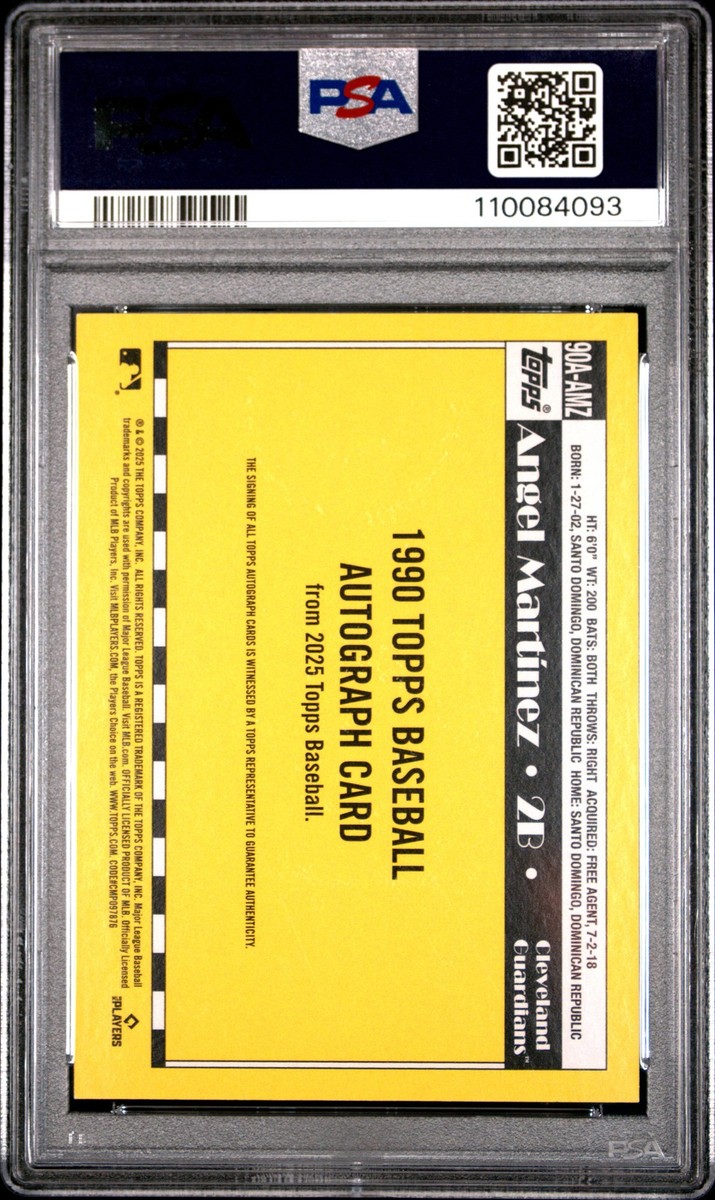 PSA
PSA
110084093
90A-AMZ
HT: 6'0" WT: 200 BATS: BOTH THROWS: RIGHT ACQUIRED: FREE AGENT, 7-2-18
BORN: 1-27-02, SANTO DOMINGO, DOMINICAN REPUBLIC HOME: SANTO DOMINGO, DOMINICAN REPUBLIC
topps® Angel Martínez • 2B •
Cleveland
Guardians™
1990 TOPPS BASEBALL
AUTOGRAPH CARD
from 2025 Topps Baseball.
THE SIGNING OF ALL TOPPS AUTOGRAPH CARDS IS WITNESSED BY A TOPPS REPRESENTATIVE TO GUARANTEE AUTHENTICITY.
® & © 2025 THE TOPPS COMPANY, INC. ALL RIGHTS RESERVED. TOPPS IS A REGISTERED TRADEMARK OF THE TOPPS COMPANY, INC. Major League Baseball
trademarks and copyrights are used with permission of Major League Baseball. Visit MLB.com. OFFICIALLY LICENSED PRODUCT OF MLB. Officially Licensed
Product of MLB Players, Inc. Visit MLBPLAYERS.COM, the Players Choice on the web. WWW.TOPPS.COM. CODE#CMP097876
MLB PLAYERS
PSA